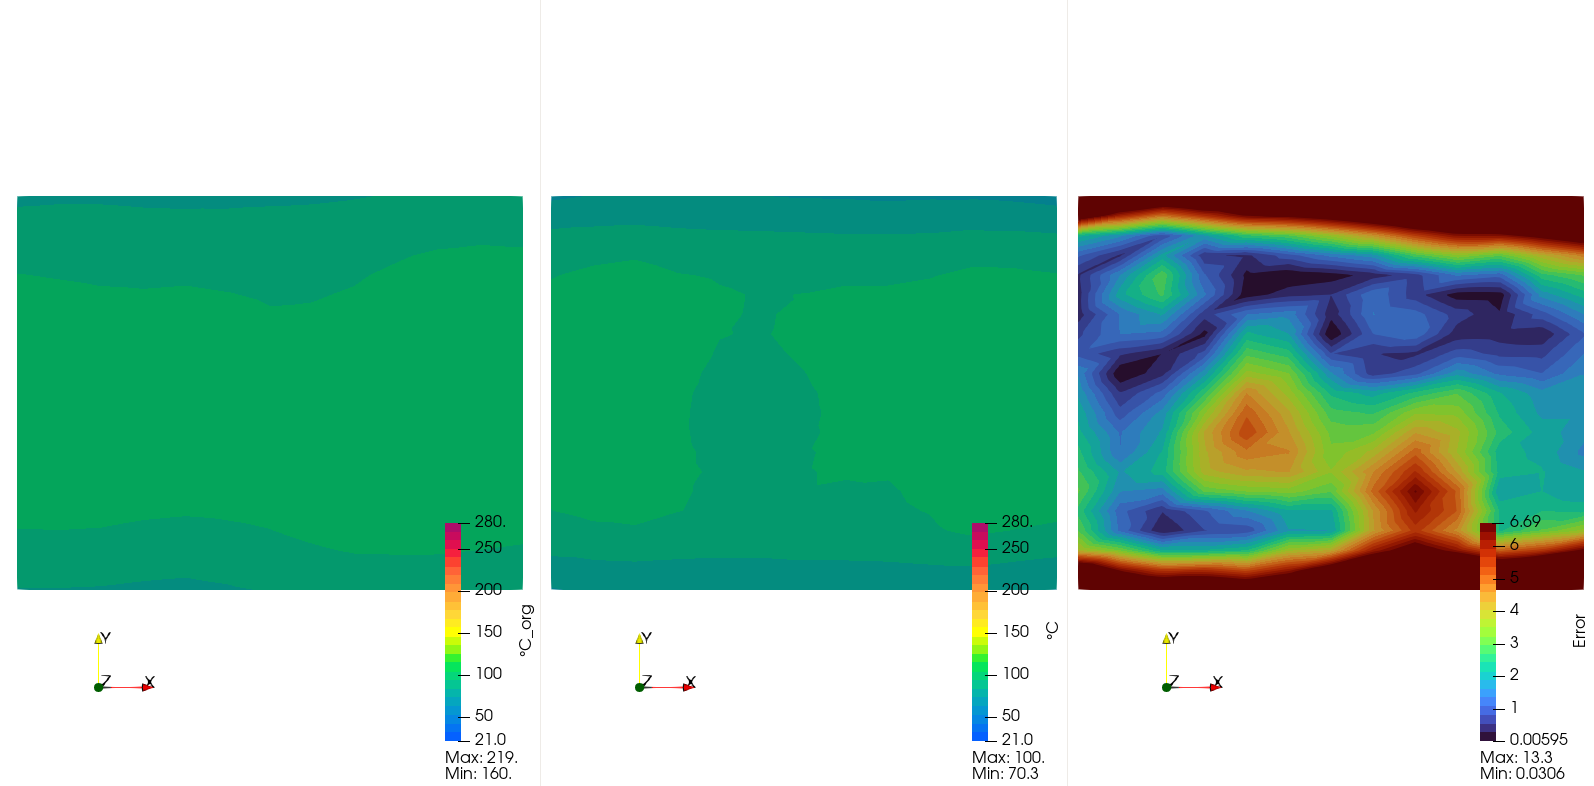 280.
250
200
150
100
50
21.0
°C_org
Max: 219.
Min: 160.
Y
Z
X
280.
250
200
150
100
50
21.0
°C
Max: 100.
Min: 70.3
Y
Z
X
6.69
6
5
4
3
2
1
0.00595
Error
Max: 13.3
Min: 0.0306
Y
Z
X